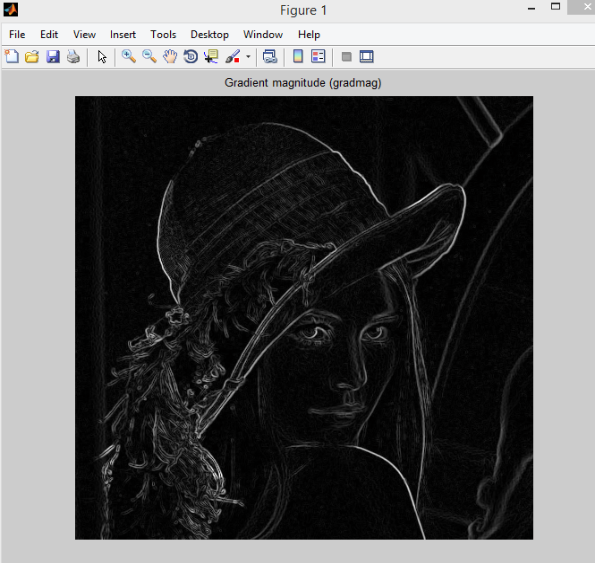 Figure 1
File Edit View Insert Tools Desktop Window Help
Gradient magnitude (gradmag)